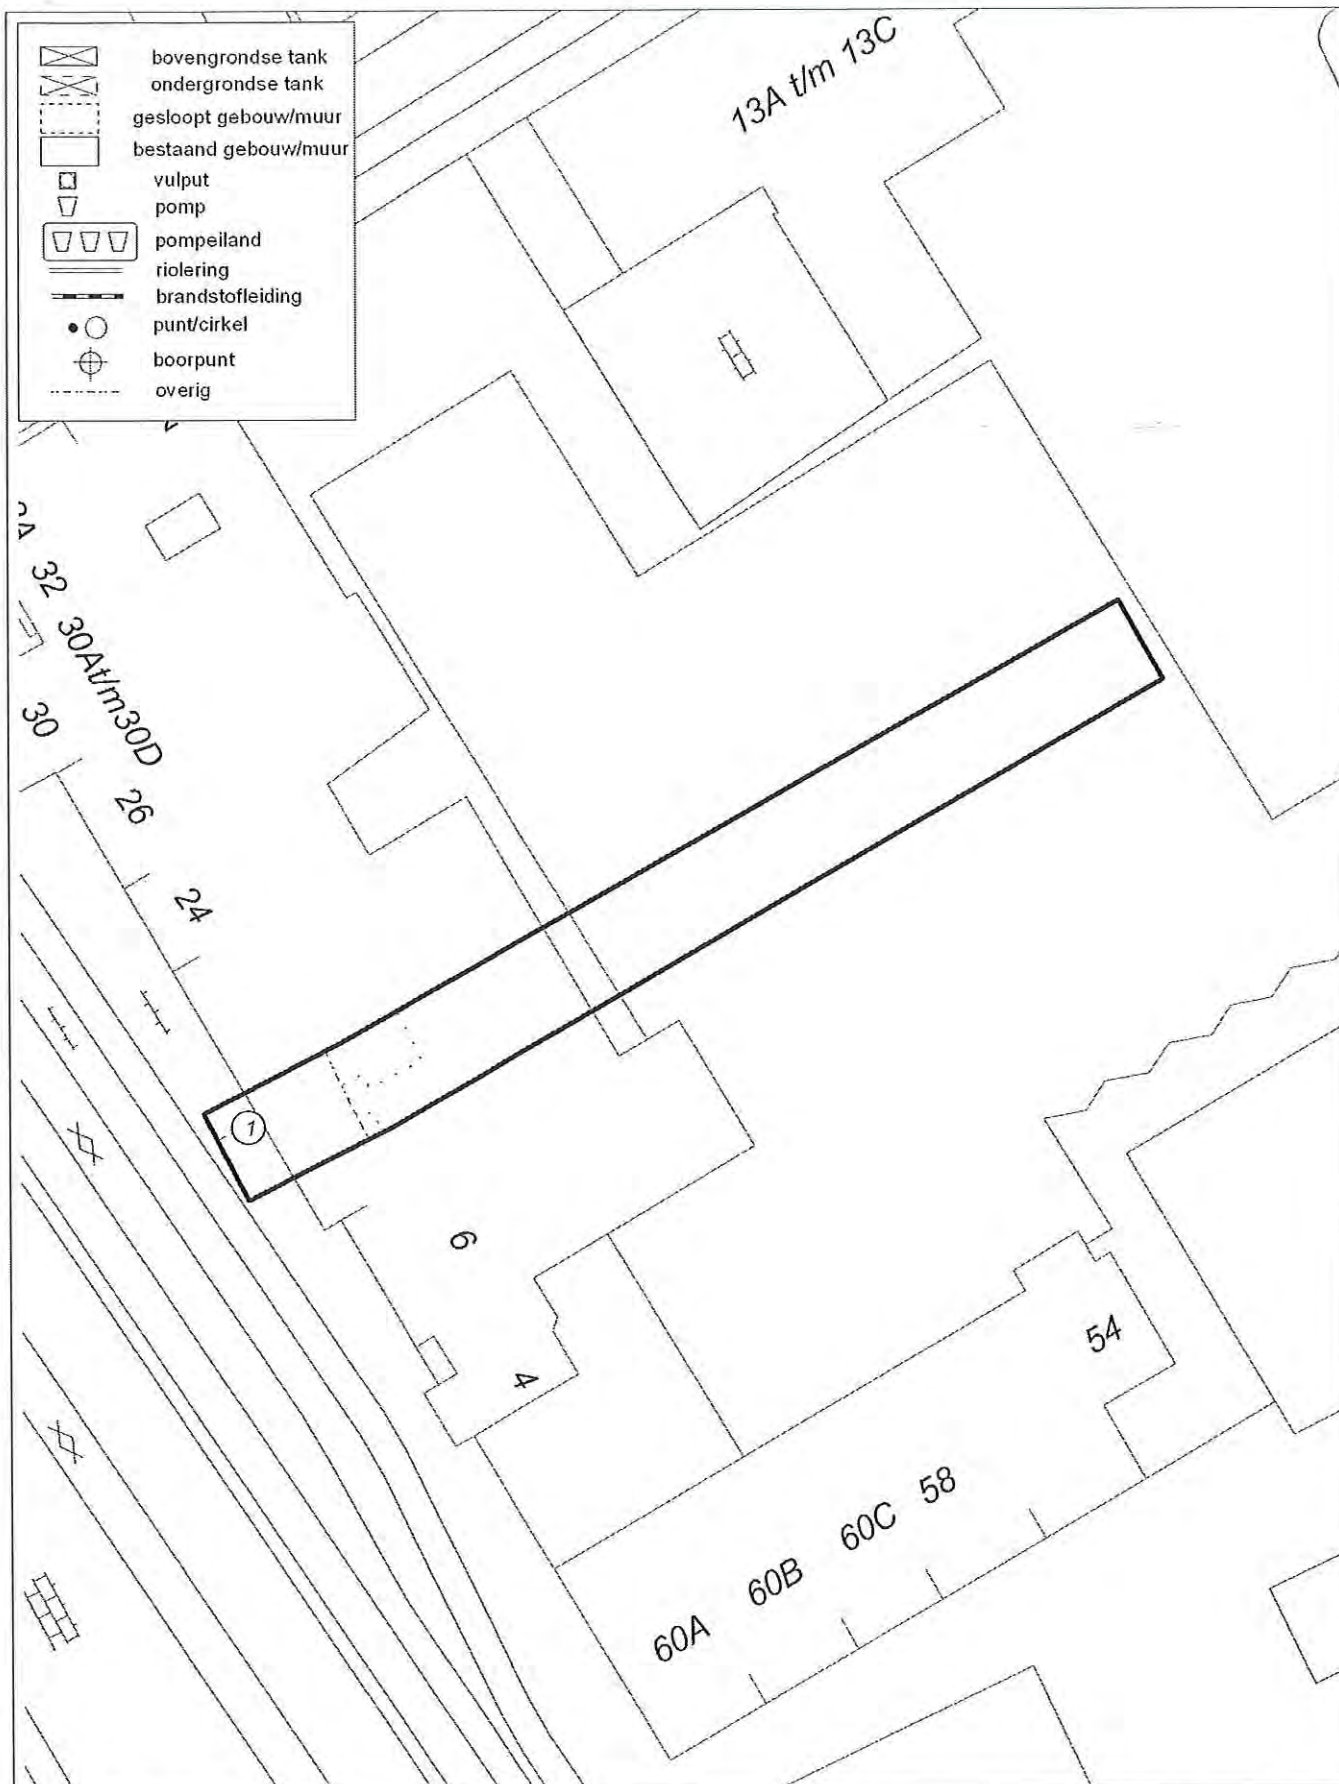 bovengrondse tank
ondergrondse tank
gesloopt gebouw/muur
bestaand gebouw/muur
vulput
pomp
pompeiland
riolering
brandstofleiding
punt/cirkel
boorpunt
overig
13A t/m 13C
32
30At/m30D
30
26
24
1
6
4
54
58
60C
60B
60A